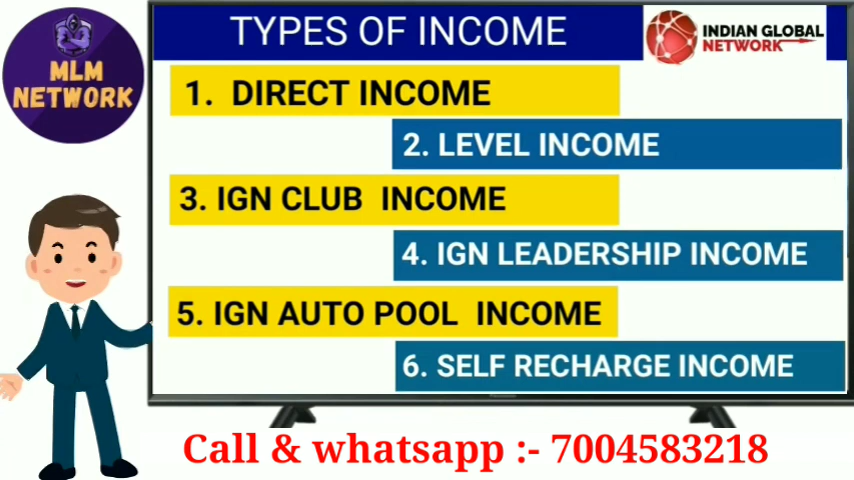 TYPES OF INCOME
INDIAN GLOBAL
NETWORK
MLM
NETWORK
1. DIRECT INCOME
2. LEVEL INCOME
3. IGN CLUB INCOME
4. IGN LEADERSHIP INCOME
5. IGN AUTO POOL INCOME
6. SELF RECHARGE INCOME
Call & whatsapp :- 7004583218